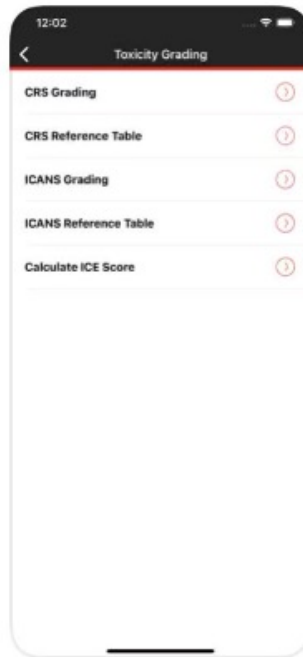 12:02
Toxicity Grading
CRS Grading
CRS Reference Table
ICANS Grading
ICANS Reference Table
Calculate ICE Score